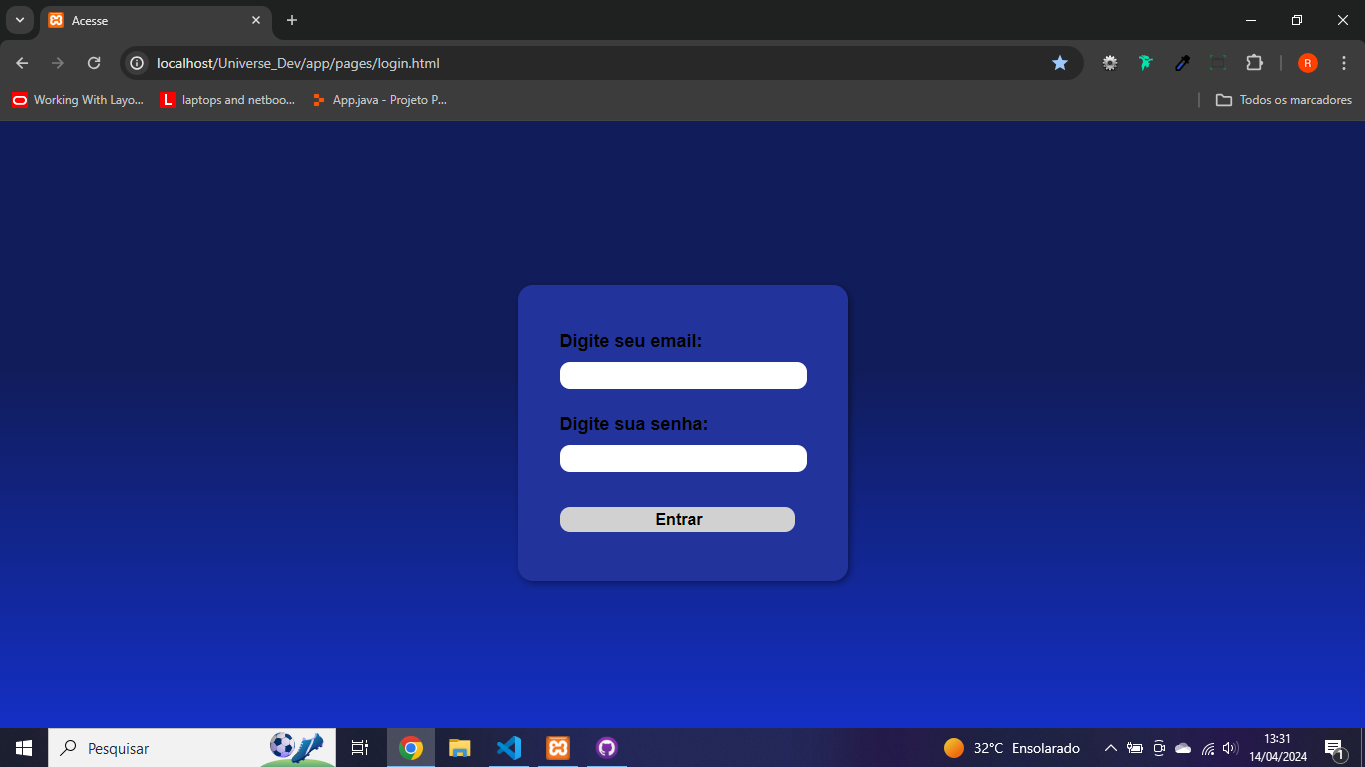 Acesse
localhost/Universe_Dev/app/pages/login.html
R
Working With Layo...
L
laptops and netboo...
App.java - Projeto P...
Todos os marcadores
Digite seu email:
Digite sua senha:
Entrar
Pesquisar
32°C Ensolarado
13:31
14/04/2024
1